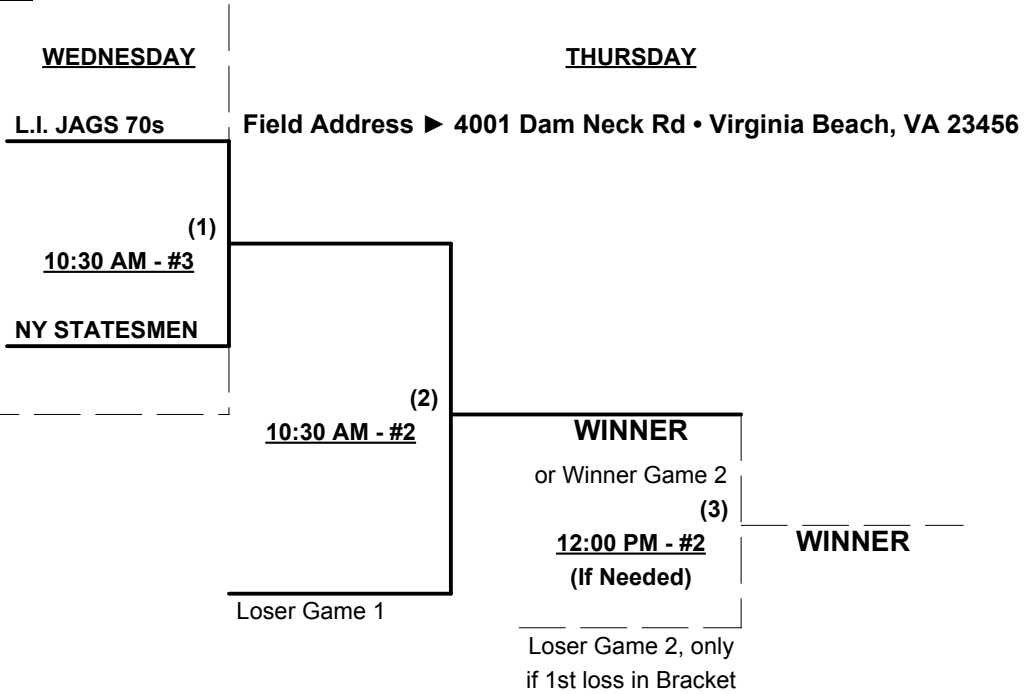 WEDNESDAY
THURSDAY
L.I. JAGS 70s
Field Address ► 4001 Dam Neck Rd • Virginia Beach, VA 23456
(1)
10:30 AM - #3
NY STATESMEN
(2)
10:30 AM - #2
WINNER
or Winner Game 2
(3)
12:00 PM - #2
WINNER
(If Needed)
Loser Game 1
Loser Game 2, only
if 1st loss in Bracket